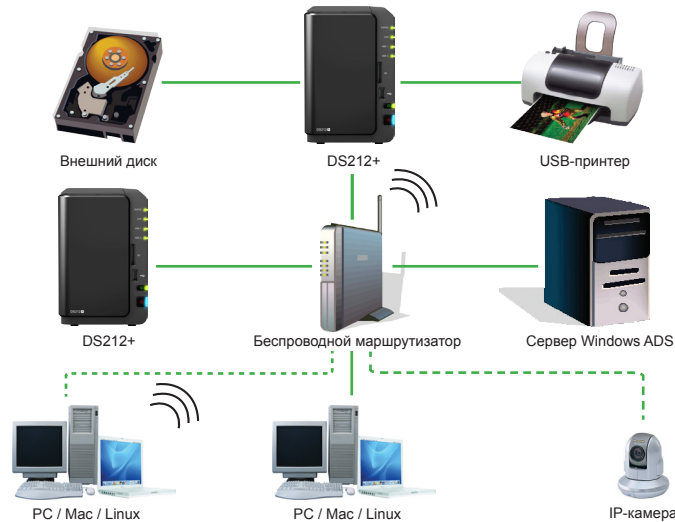 Внешний диск
DS212+
USB-принтер
DS212+
Беспроводной маршрутизатор
Сервер Windows ADS
PC / Mac / Linux
PC / Mac / Linux
IP-камера